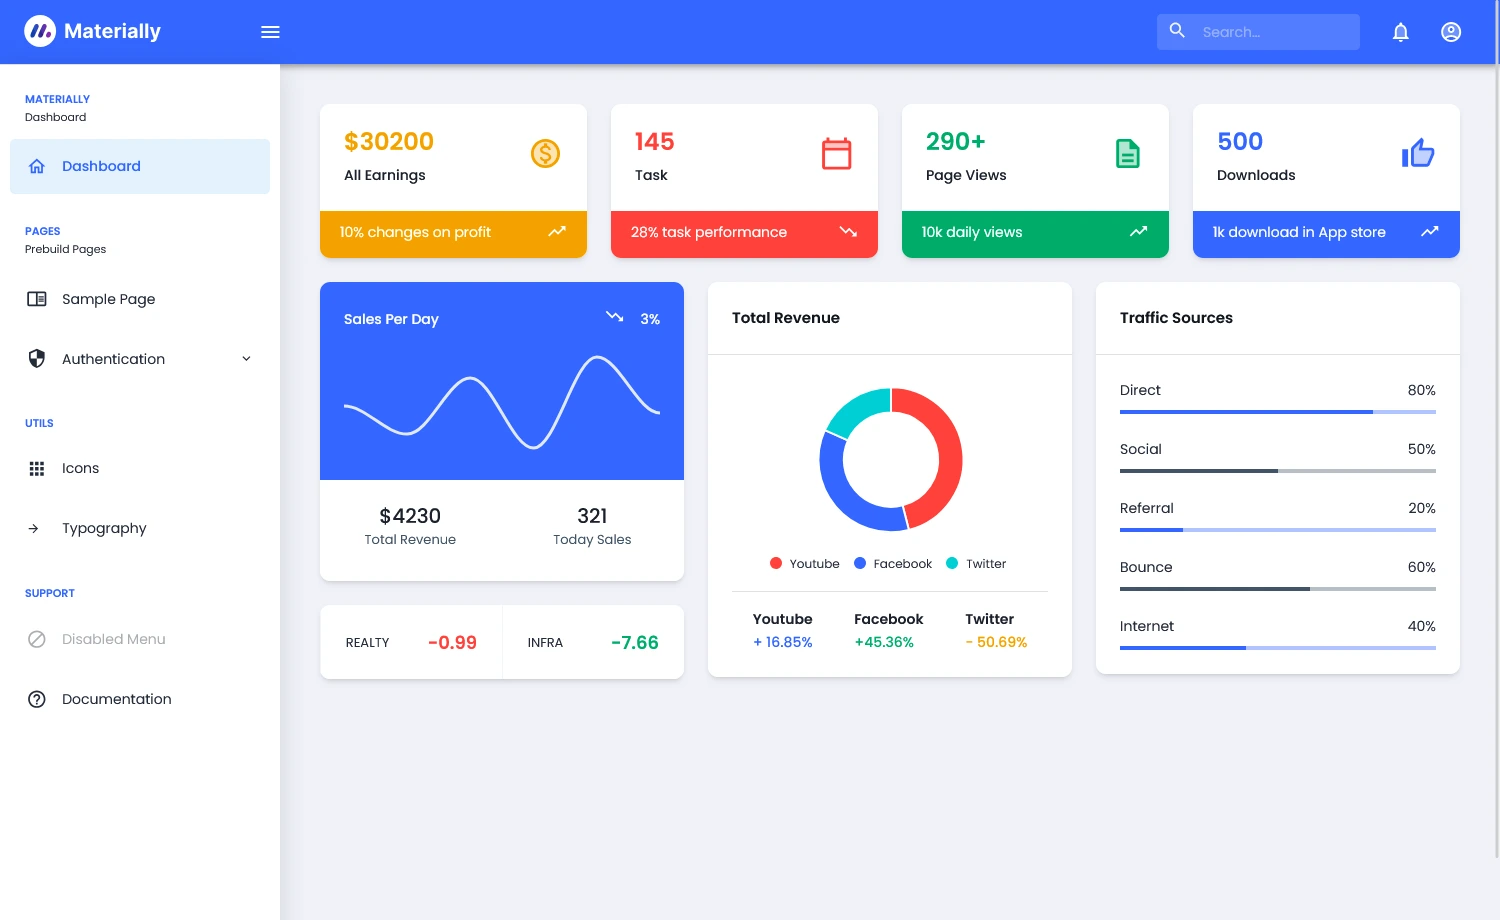 Materially
Search...
MATERIALLY
Dashboard
Dashboard
PAGES
Prebuild Pages
Sample Page
Authentication
UTILS
Icons
Typography
SUPPORT
Disabled Menu
Documentation
$30200
All Earnings
10% changes on profit
145
Task
28% task performance
290+
Page Views
10k daily views
500
Downloads
1k download in App store
Sales Per Day
3%
$4230
Total Revenue
321
Today Sales
REALTY
-0.99
INFRA
-7.66
Total Revenue
Youtube Facebook Twitter
Youtube
+ 16.85%
Facebook
+45.36%
Twitter
- 50.69%
Traffic Sources
Direct 80%
Social 50%
Referral 20%
Bounce 60%
Internet 40%